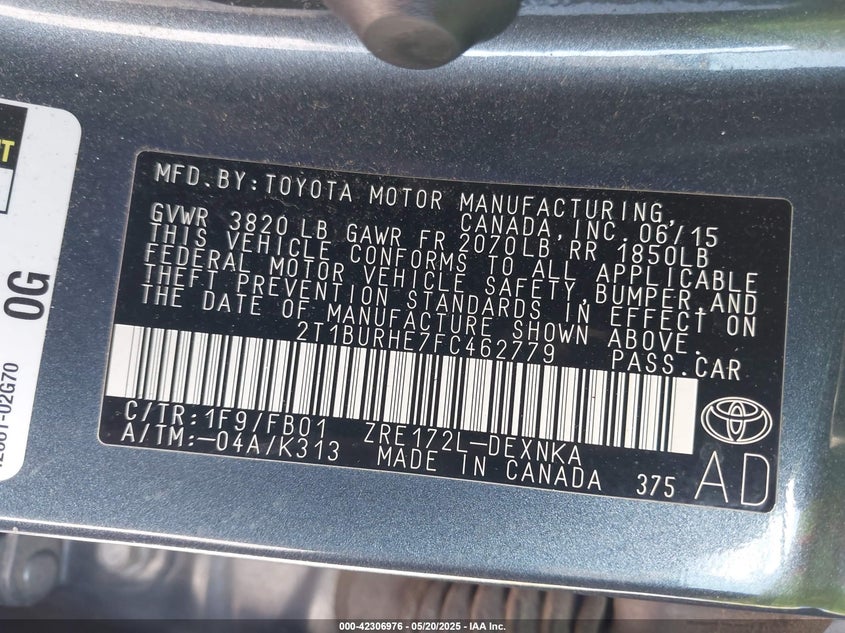 MFD. BY: TOYOTA MOTOR MANUFACTURING,
CANADA, INC. 06/15
GVWR 3820 LB GAWR FR 2070LB, RR 1850LB
THIS VEHICLE CONFORMS TO ALL APPLICABLE
FEDERAL MOTOR VEHICLE SAFETY, BUMPER, AND
THEFT PREVENTION STANDARDS IN EFFECT ON
THE DATE OF MANUFACTURE SHOWN ABOVE.
2T1BURHE7FC462779 PASS. CAR
C/TR: 1F9/FB01 ZRE172L-DEXNKA
A/TM: -04A/K313 MADE IN CANADA 375
AD
0G
02G70
000-42306976 - 05/20/2025 - IAA Inc.